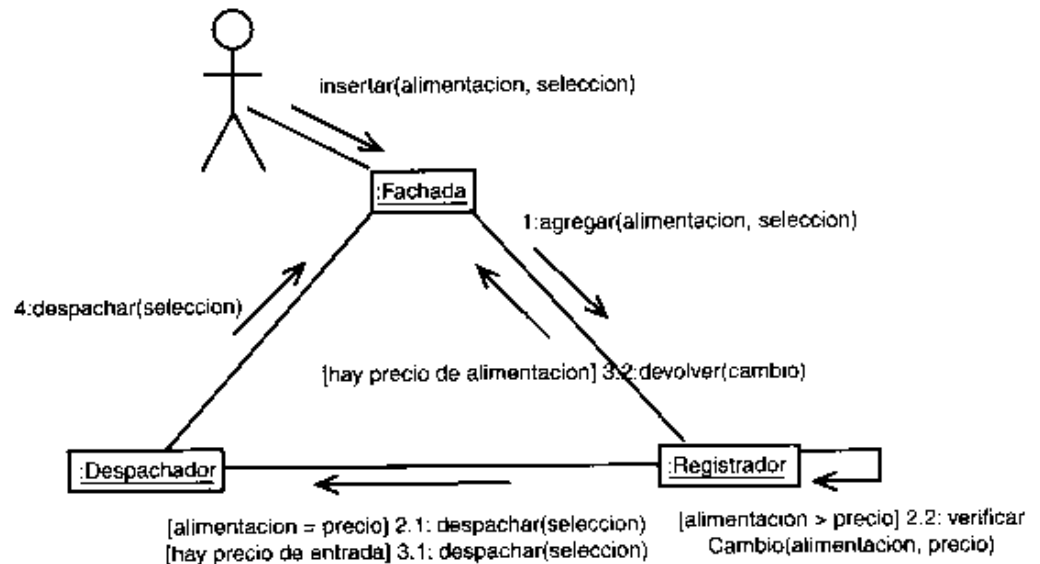 insertar(alimentacion, seleccion)
:Fachada
1:agregar(alimentacion, seleccion)
4:despachar(seleccion)
[hay precio de alimentacion] 3.2:devolver(cambio)
:Despachador
:Registrador
[alimentacion = precio] 2.1: despachar(seleccion)
[hay precio de entrada] 3.1: despachar(seleccion)
[alimentacion > precio] 2.2: verificar
Cambio(alimentacion, precio)